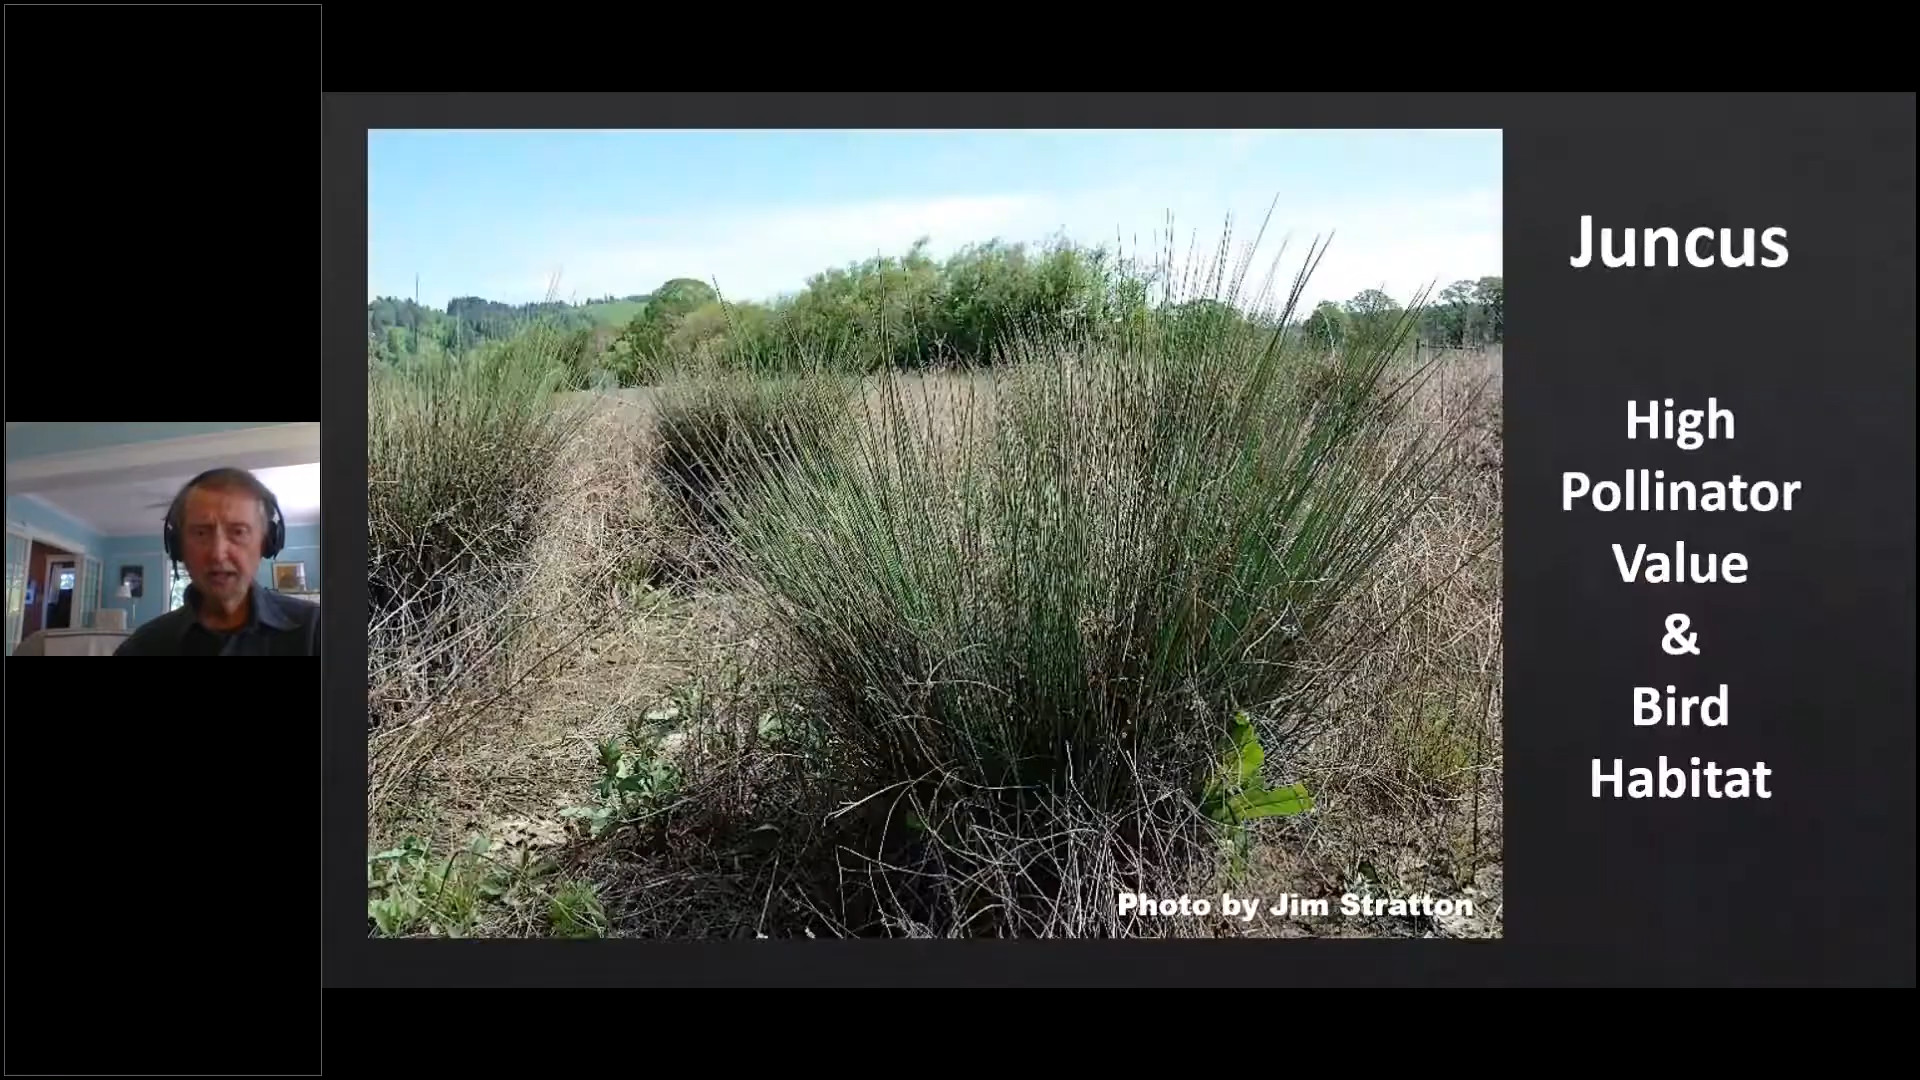 Juncus
High
Pollinator
Value
&
Bird
Habitat
Photo by Jim Stratton